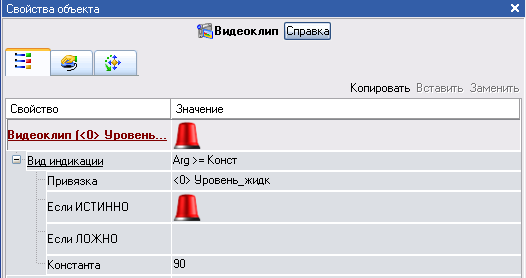 Свойства объекта
Видеоклип Справка
Копировать Вставить Заменить
Свойство Значение
Видеоклип (<0> Уровень...
Вид индикации Arg >= Конст
Привязка <0> Уровень_жидк
Если ИСТИННО
Если ЛОЖНО
Константа 90